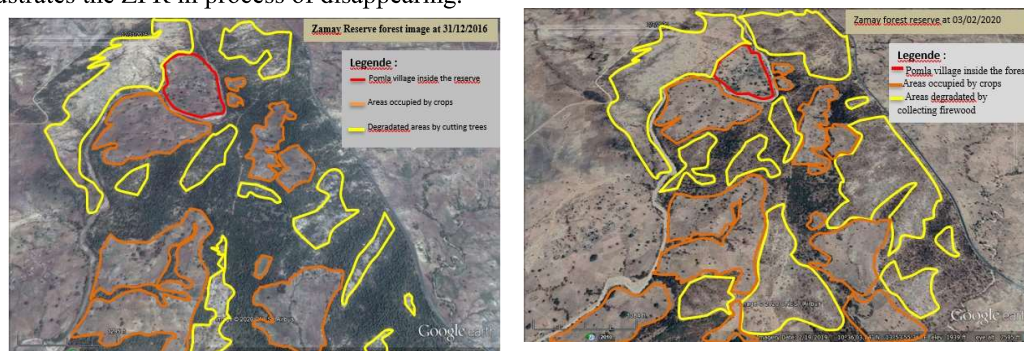 ustrates the ZFR in process of disappearing.
Zamay Reserve forest image at 31/12/2016
Legende :
Pomla village inside the reserve
Areas occupied by crops
Degradated areas by cutting trees
Google earth
Zamay forest reserve at 03/02/2020
Legende :
Pomla village inside the fores
Areas occupied by crops
Areas degradated by
collecting firewood
Google earth